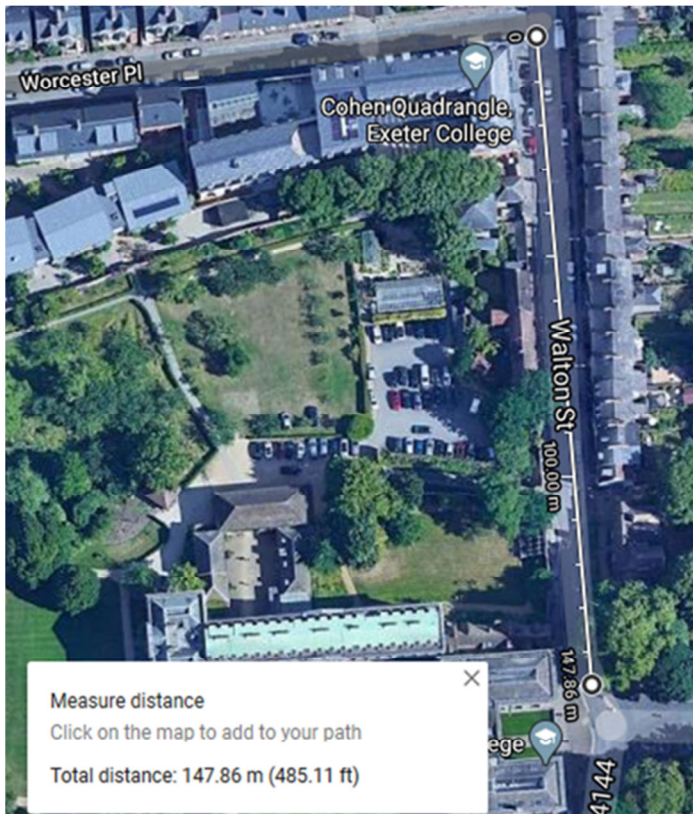 0
Worcester Pl
Cohen Quadrangle,
Exeter College
Walton St
100.00 m
147.86 m
Measure distance
Click on the map to add to your path
Total distance: 147.86 m (485.11 ft)
ege
4144